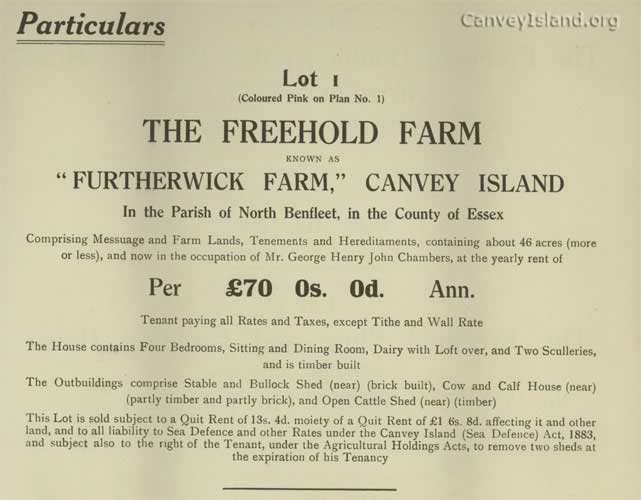 Particulars
CanveyIsland.org
Lot 1
(Coloured Pink on Plan No. 1)
THE FREEHOLD FARM
KNOWN AS
“FURTHERWICK FARM,” CANVEY ISLAND
In the Parish of North Benfleet, in the County of Essex
Comprising Messuage and Farm Lands, Tenements and Hereditaments, containing about 46 acres (more
or less), and now in the occupation of Mr. George Henry John Chambers, at the yearly rent of
Per £70 0s. 0d. Ann.
Tenant paying all Rates and Taxes, except Tithe and Wall Rate
The House contains Four Bedrooms, Sitting and Dining Room, Dairy with Loft over, and Two Sculleries,
and is timber built
The Outbuildings comprise Stable and Bullock Shed (near) (brick built), Cow and Calf House (near)
(partly timber and partly brick), and Open Cattle Shed (near) (timber)
This Lot is sold subject to a Quit Rent of 13s. 4d. moiety of a Quit Rent of £1 6s. 8d. affecting it and other
land, and to all liability to Sea Defence and other Rates under the Canvey Island (Sea Defence) Act, 1883,
and subject also to the right of the Tenant, under the Agricultural Holdings Acts, to remove two sheds at
the expiration of his Tenancy